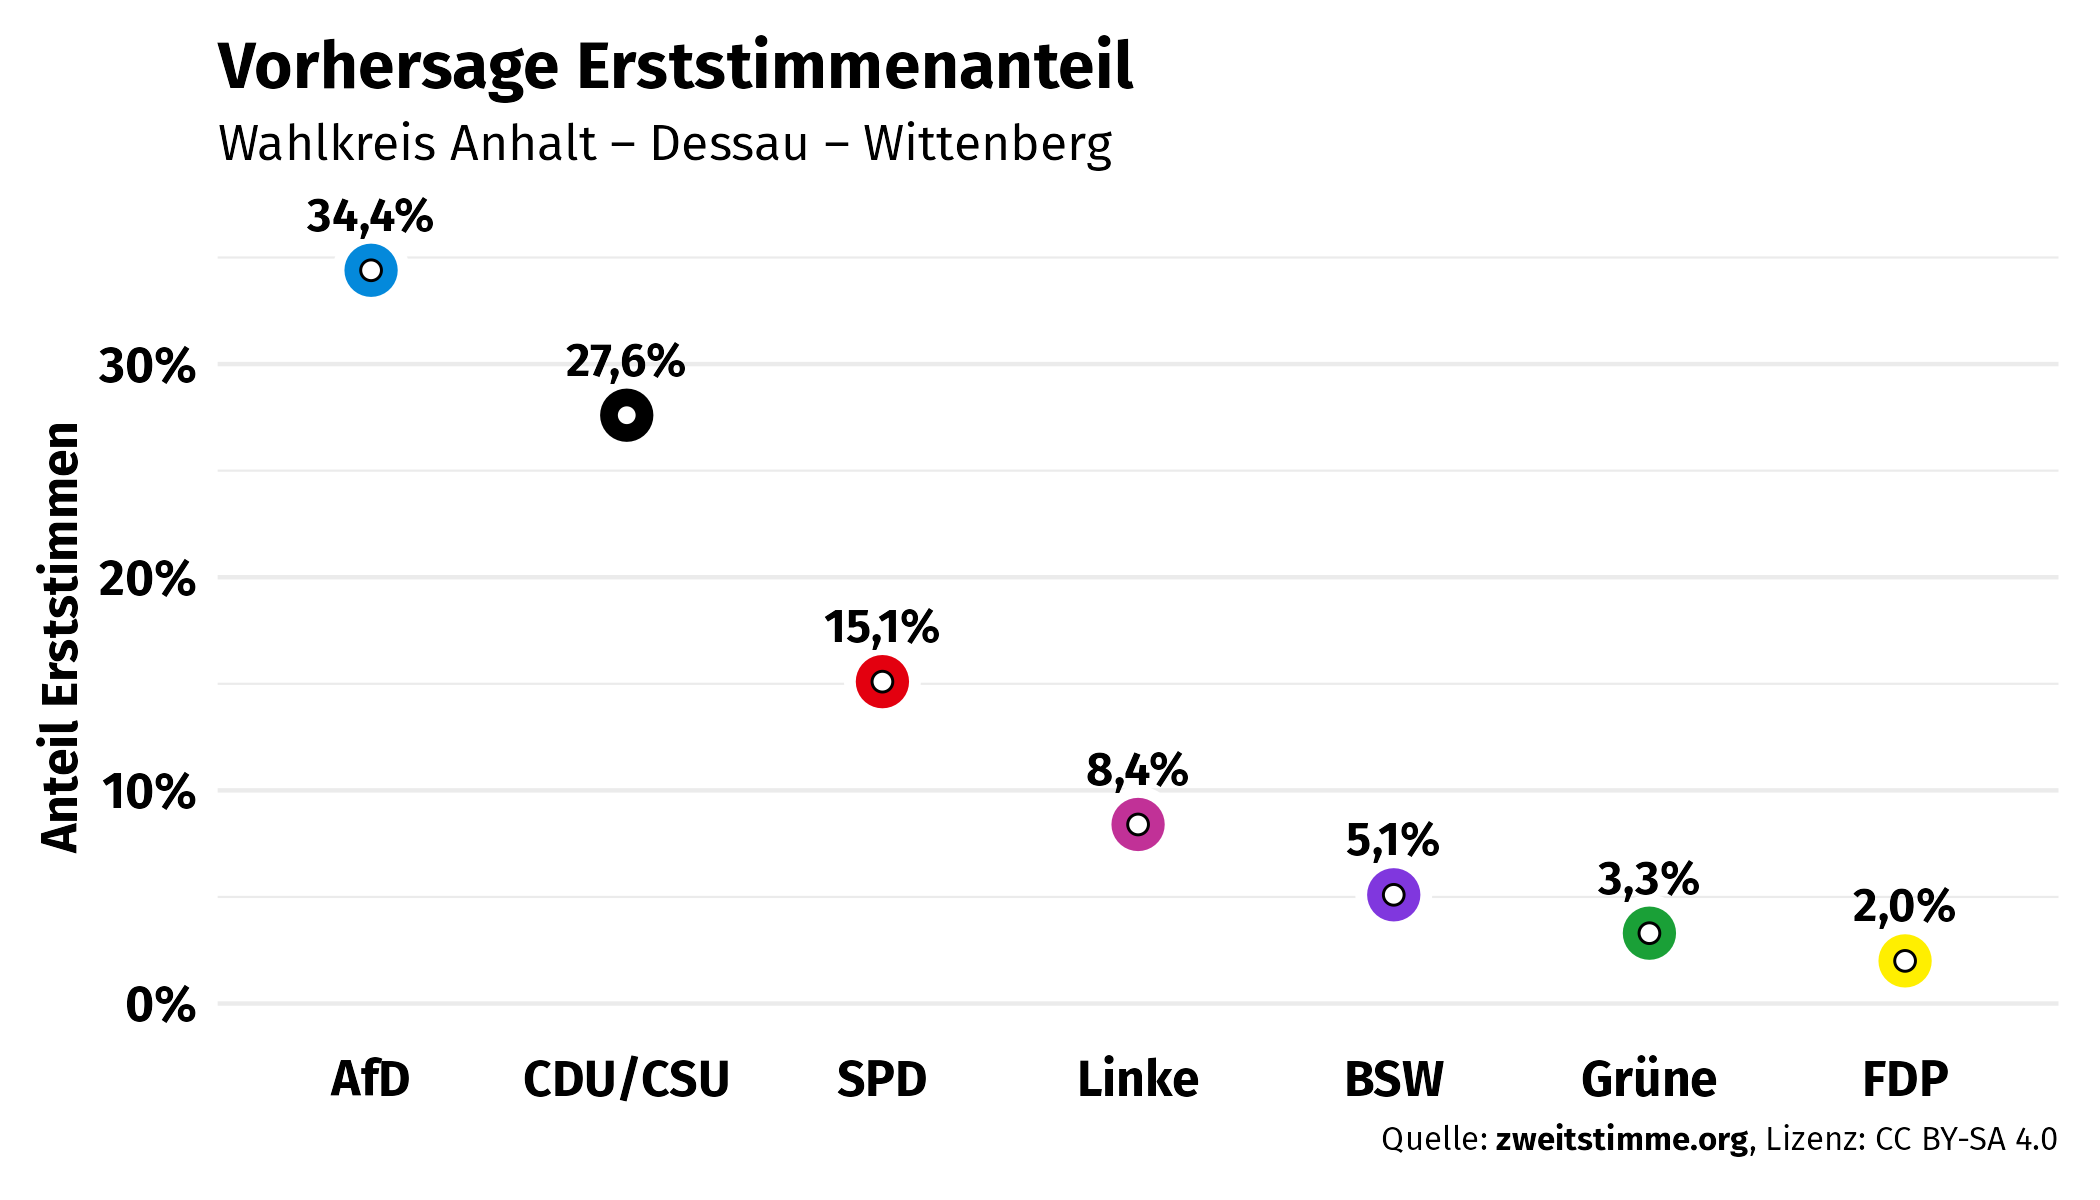 Vorhersage Erststimmenanteil
Wahlkreis Anhalt – Dessau – Wittenberg
Anteil Erststimmen
30%
20%
10%
0%
34,4%
27,6%
15,1%
8,4%
5,1%
3,3%
2,0%
AfD CDU/CSU SPD Linke BSW Grüne FDP
Quelle: zweitstimme.org, Lizenz: CC BY-SA 4.0